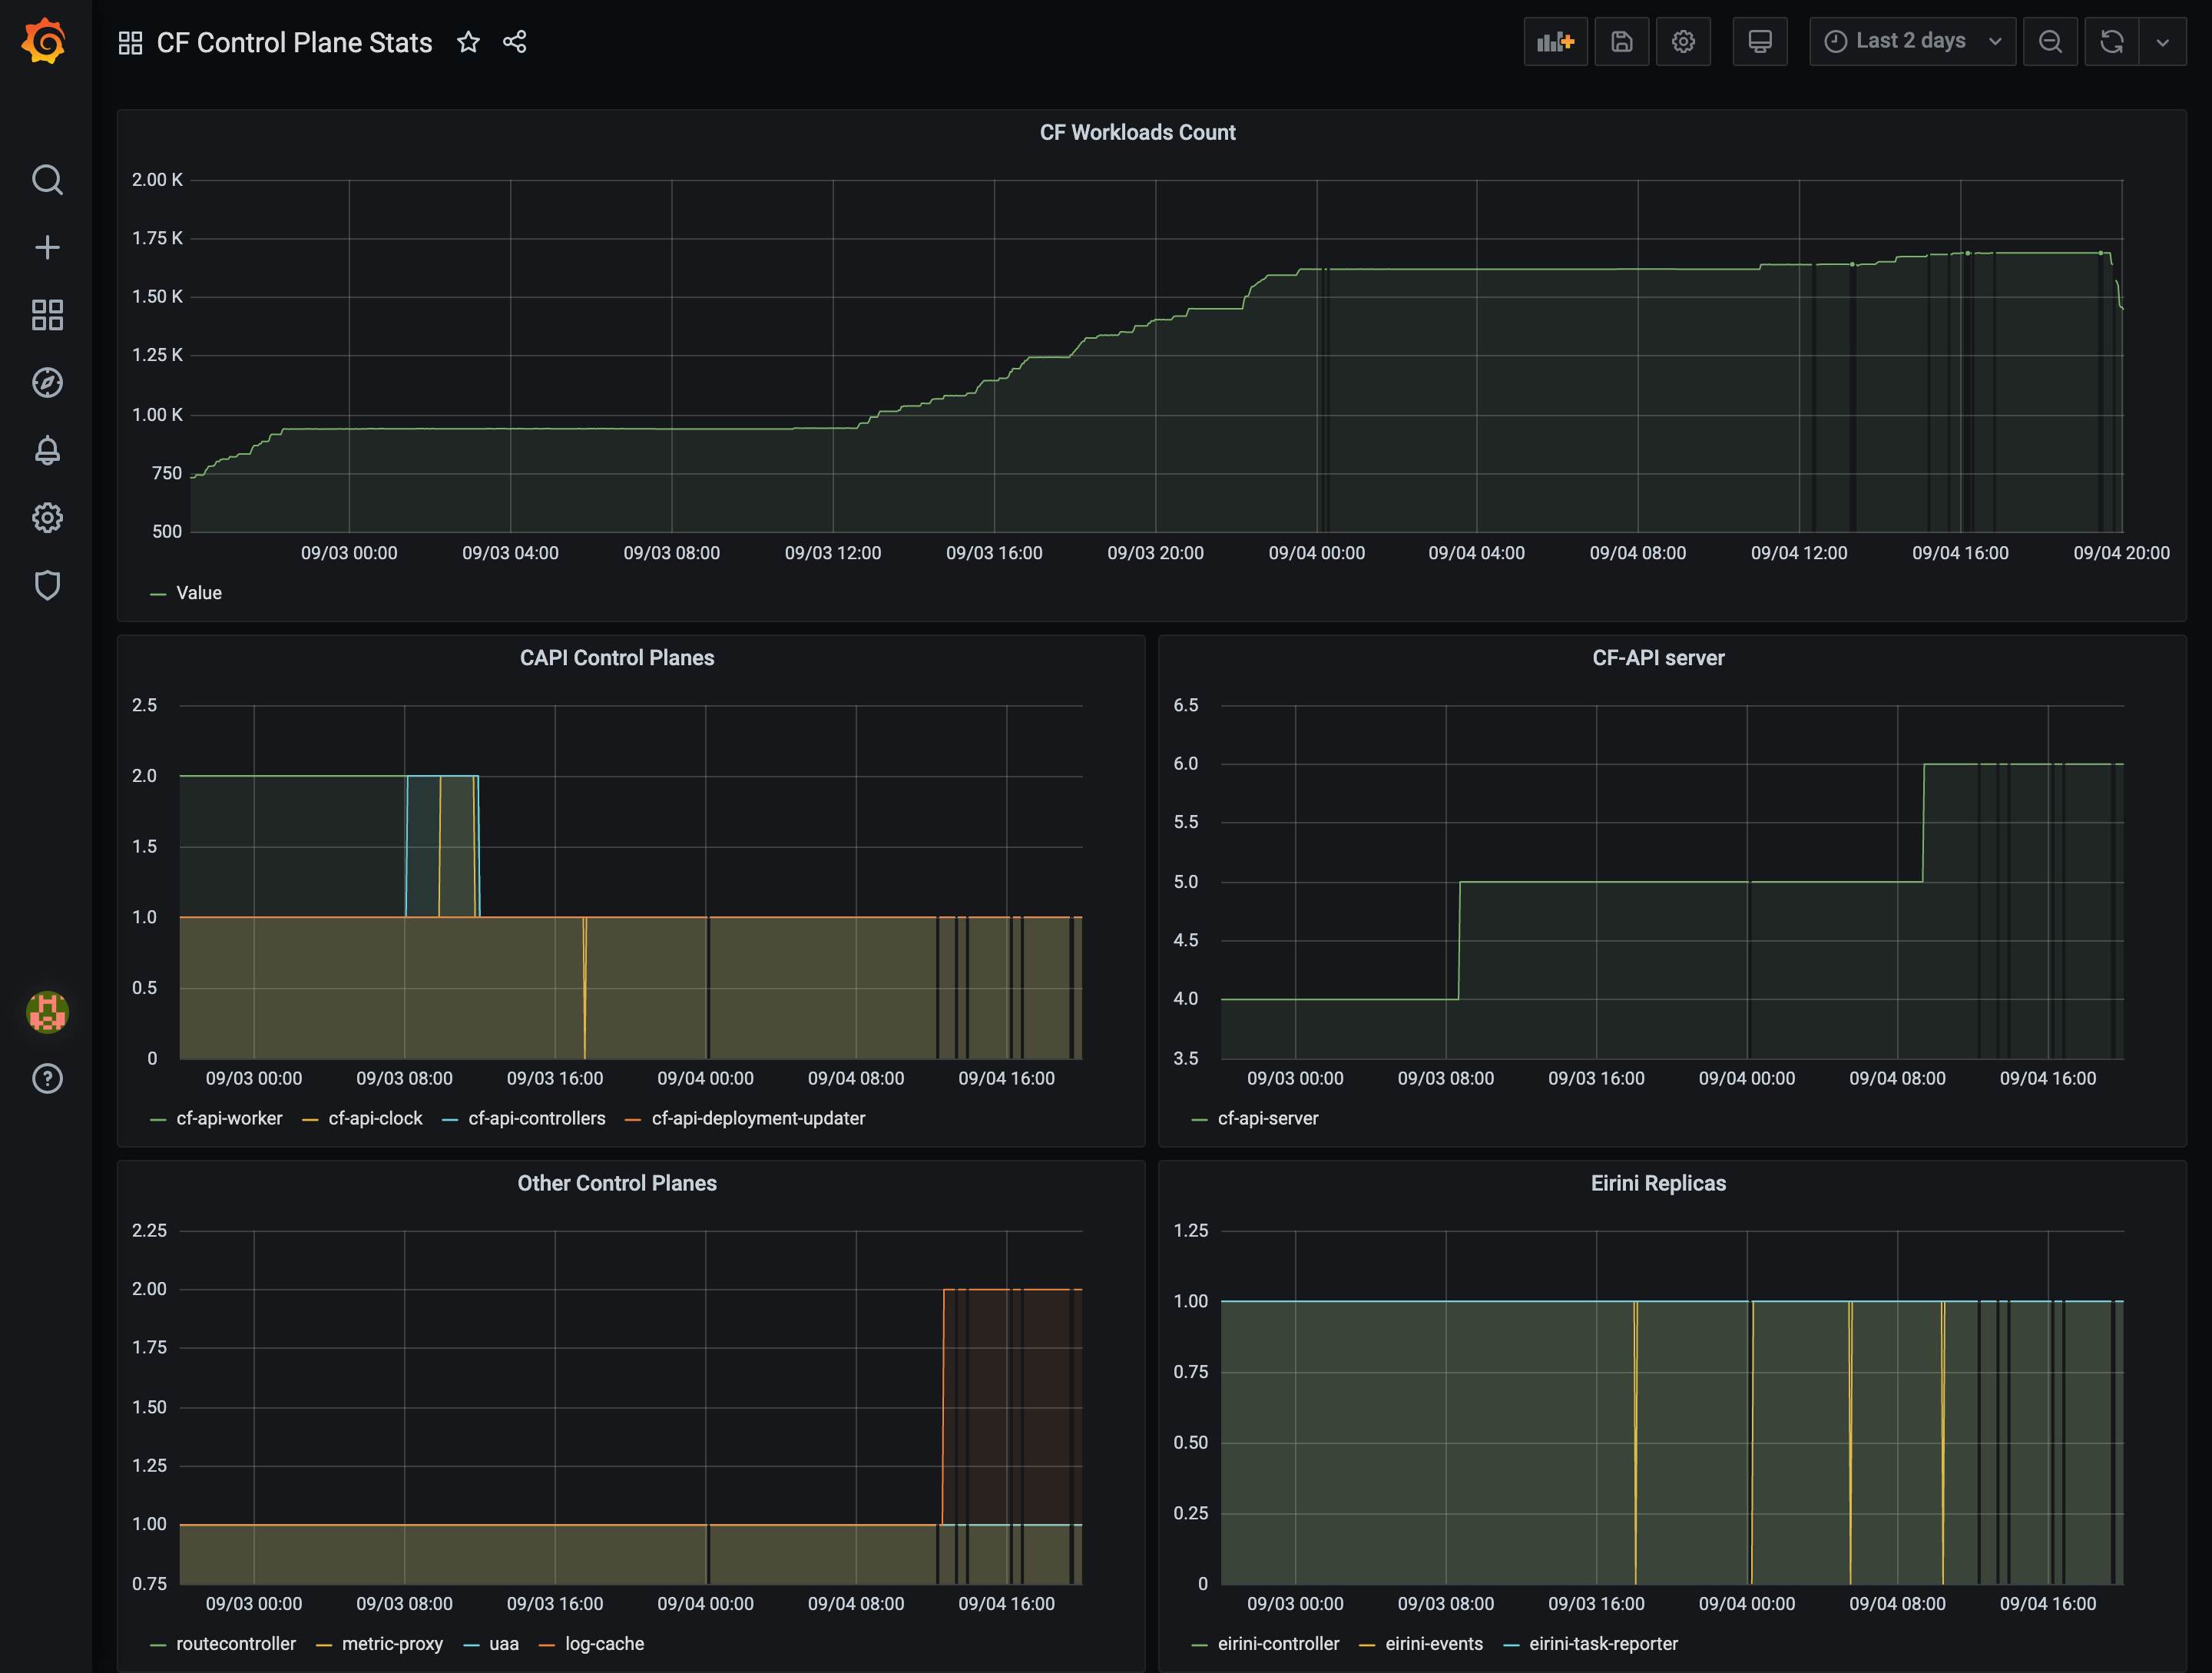 CF Control Plane Stats
Last 2 days
CF Workloads Count
2.00 K
1.75 K
1.50 K
1.25 K
1.00 K
750
500
09/03 00:00 09/03 04:00 09/03 08:00 09/03 12:00 09/03 16:00 09/03 20:00 09/04 00:00 09/04 04:00 09/04 08:00 09/04 12:00 09/04 16:00 09/04 20:00
Value
CAPI Control Planes
2.5
2.0
1.5
1.0
0.5
0
09/03 00:00 09/03 08:00 09/03 16:00 09/04 00:00 09/04 08:00 09/04 16:00
cf-api-worker cf-api-clock cf-api-controllers cf-api-deployment-updater
CF-API server
6.5
6.0
5.5
5.0
4.5
4.0
3.5
09/03 00:00 09/03 08:00 09/03 16:00 09/04 00:00 09/04 08:00 09/04 16:00
cf-api-server
Other Control Planes
2.25
2.00
1.75
1.50
1.25
1.00
0.75
09/03 00:00 09/03 08:00 09/03 16:00 09/04 00:00 09/04 08:00 09/04 16:00
routecontroller metric-proxy uaa log-cache
Eirini Replicas
1.25
1.00
0.75
0.50
0.25
0
09/03 00:00 09/03 08:00 09/03 16:00 09/04 00:00 09/04 08:00 09/04 16:00
eirini-controller eirini-events eirini-task-reporter